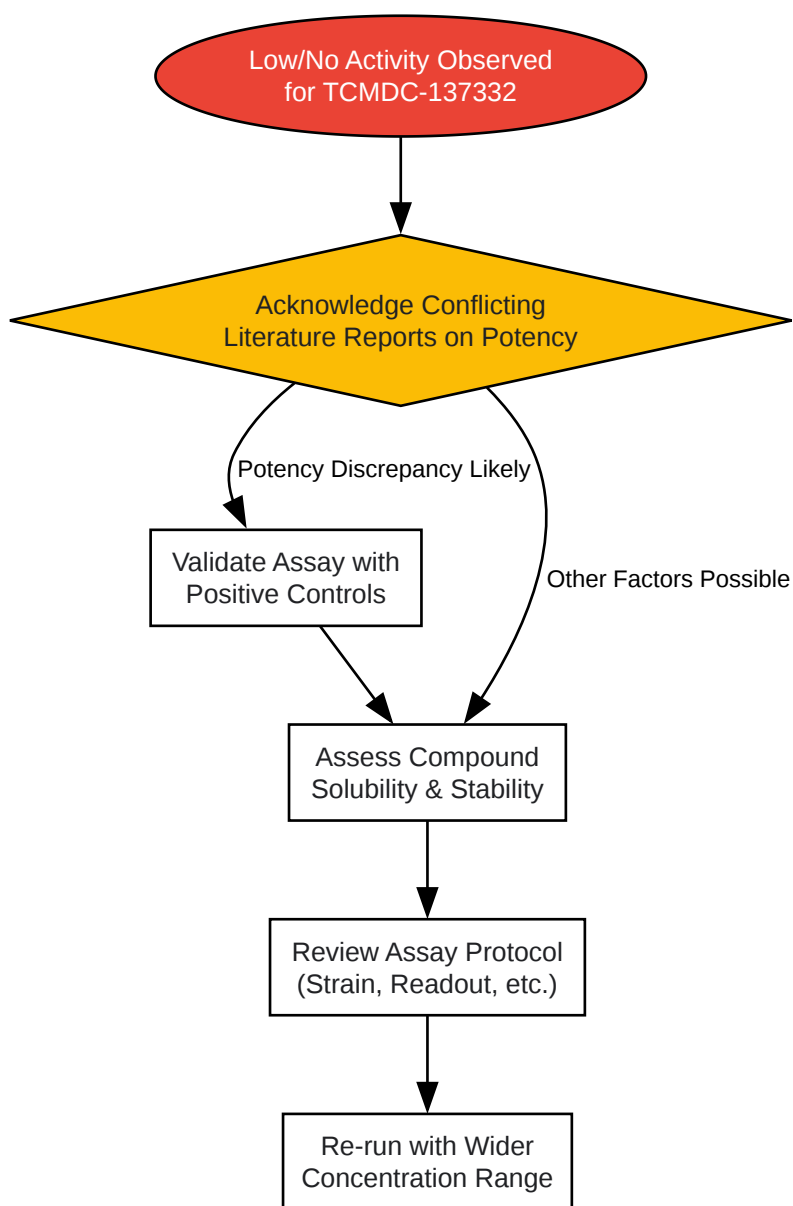 Low/No Activity Observed
for TCMDC-137332
Acknowledge Conflicting
Literature Reports on Potency
Potency Discrepancy Likely
Validate Assay with
Positive Controls
Other Factors Possible
Assess Compound
Solubility & Stability
Review Assay Protocol
(Strain, Readout, etc.)
Re-run with Wider
Concentration Range